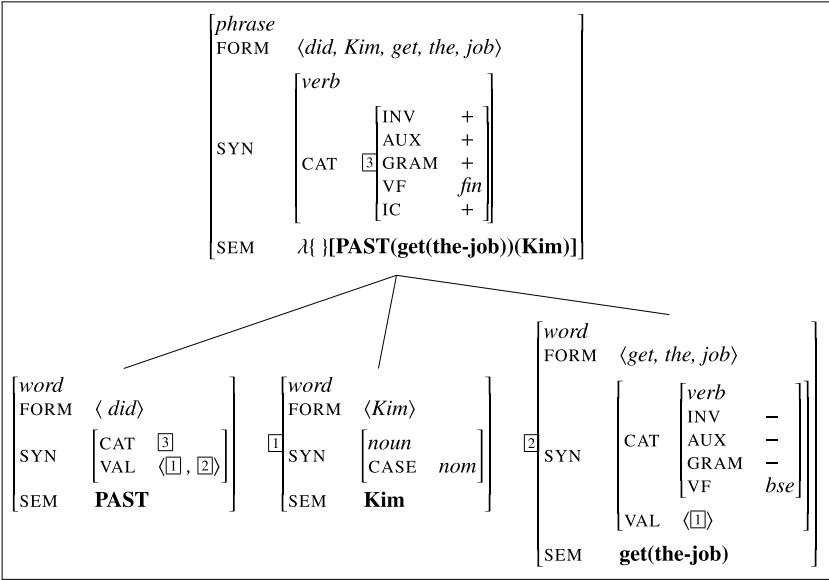 phrase
FORM ⟨did, Kim, get, the, job⟩
verb
INV +
AUX +
SYN
CAT 3 GRAM +
VF fin
IC +
SEM λ{ }[PAST(get(the-job))(Kim)]
word
FORM ⟨ did⟩
CAT 3
SYN
VAL ⟨1 , 2⟩
SEM PAST
1
word
FORM ⟨Kim⟩
noun
SYN
CASE nom
SEM Kim
2
word
FORM ⟨get, the, job⟩
verb
INV −
CAT AUX −
SYN
GRAM −
VF bse
VAL ⟨1⟩
SEM get(the-job)